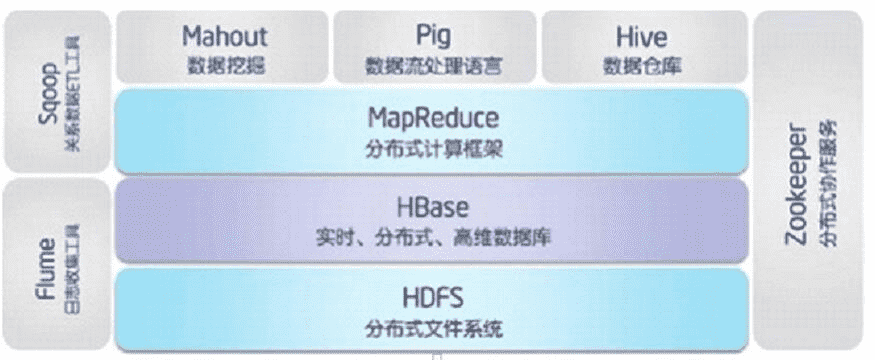 Sqoop
关系数据ETL工具
Mahout
数据挖掘
Pig
数据流处理语言
Hive
数据仓库
MapReduce
分布式计算框架
Flume
日志收集工具
HBase
实时、分布式、高维数据库
HDFS
分布式文件系统
Zookeeper
分布式协作服务